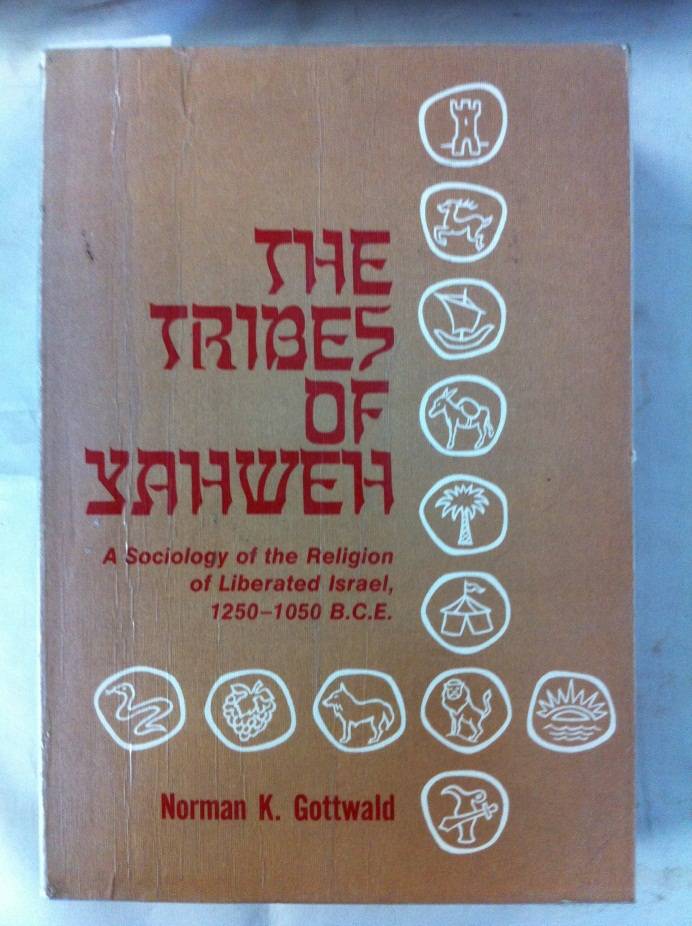 THE
TRIBES
OF
YAHWEH
A Sociology of the Religion
of Liberated Israel,
1250–1050 B.C.E.
Norman K. Gottwald